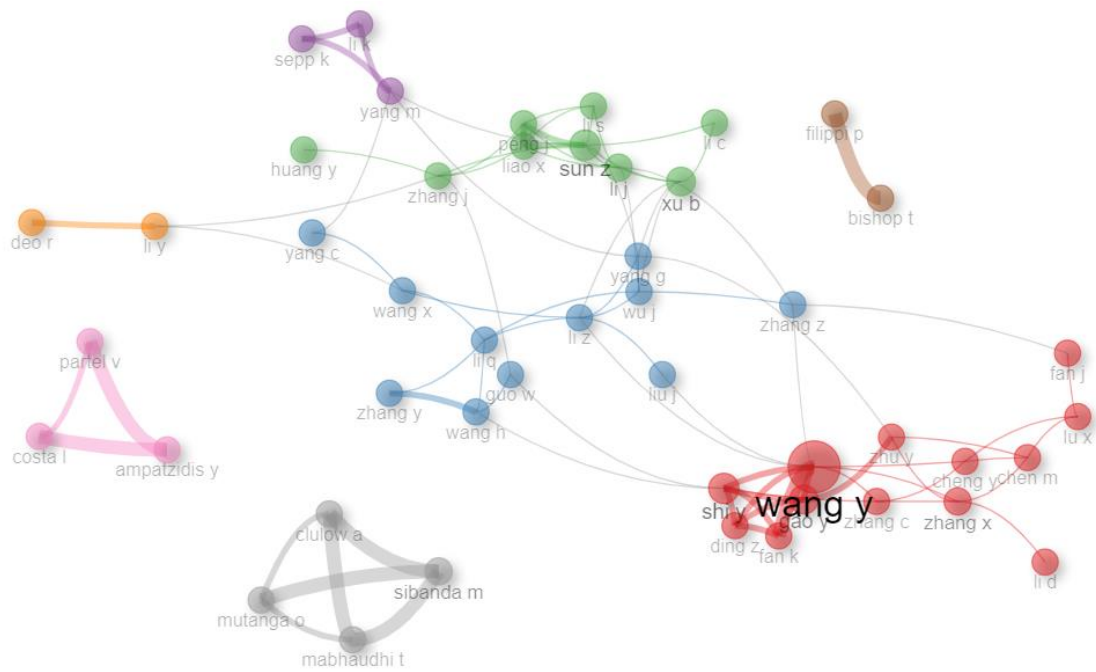 li k
sepp k
yang m
li s
li c
filippi p
peng j
huang y
liao x
sun z
li j
zhang j
xu b
bishop t
deo r
li y
yang c
yang g
wang x
wu j
zhang z
li z
partel v
li q
fan j
guo w
liu j
zhang y
wang h
lu x
costa l
ampatzidis y
zhu y
cheng y
chen m
shi y
wang y
gao y
zhang c
zhang x
ding z
fan k
clulow a
li d
sibanda m
mutanga o
mabhaudhi t